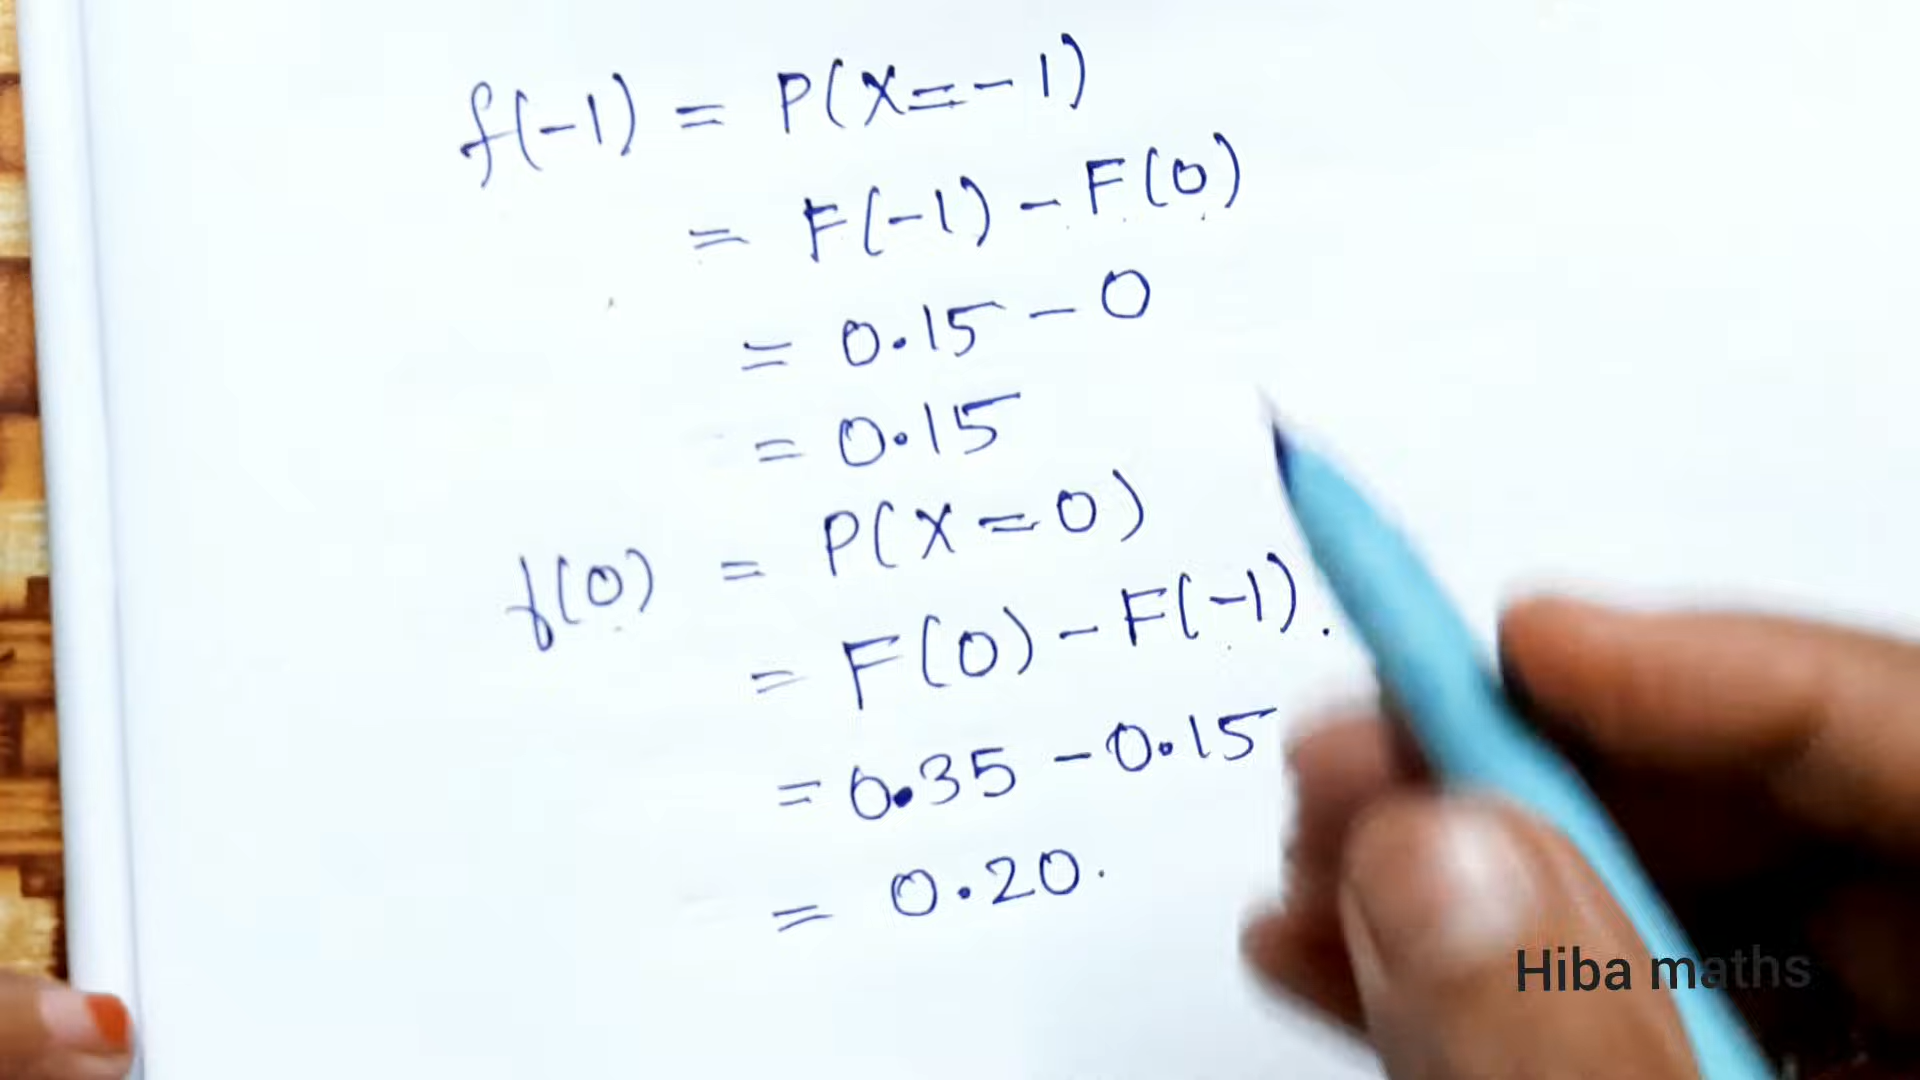 f(-1) = P(X=-1)
= F(-1) - F(0)
= 0.15 - 0
= 0.15
f(0) = P(X=0)
= F(0) - F(-1).
= 0.35 - 0.15
= 0.20.
Hiba maths